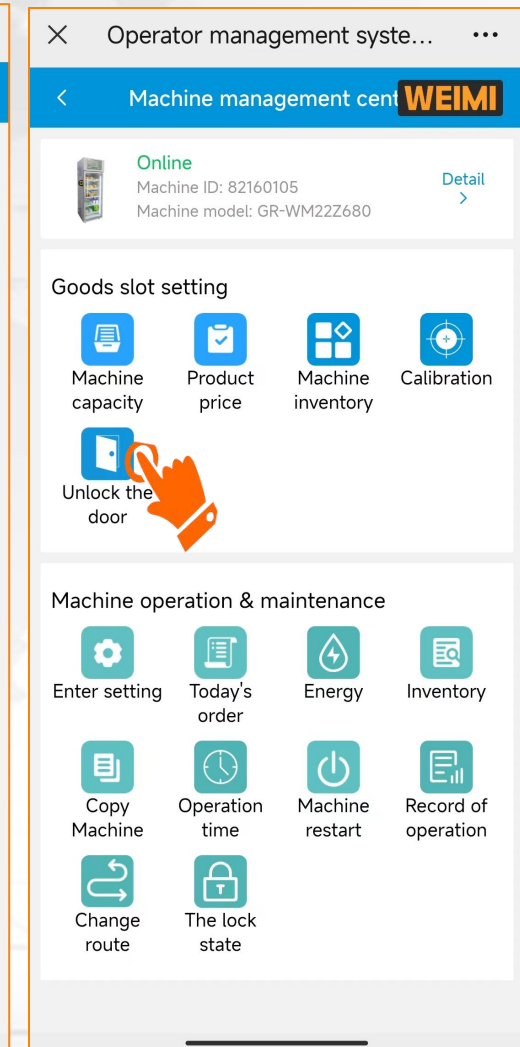 Operator management syste...
Machine management cent WEIMI
Online
Machine ID: 82160105
Machine model: GR-WM22Z680
Detail
Goods slot setting
Machine capacity
Product price
Machine inventory
Calibration
Unlock the door
Machine operation & maintenance
Enter setting
Today's order
Energy
Inventory
Copy Machine
Operation time
Machine restart
Record of operation
Change route
The lock state